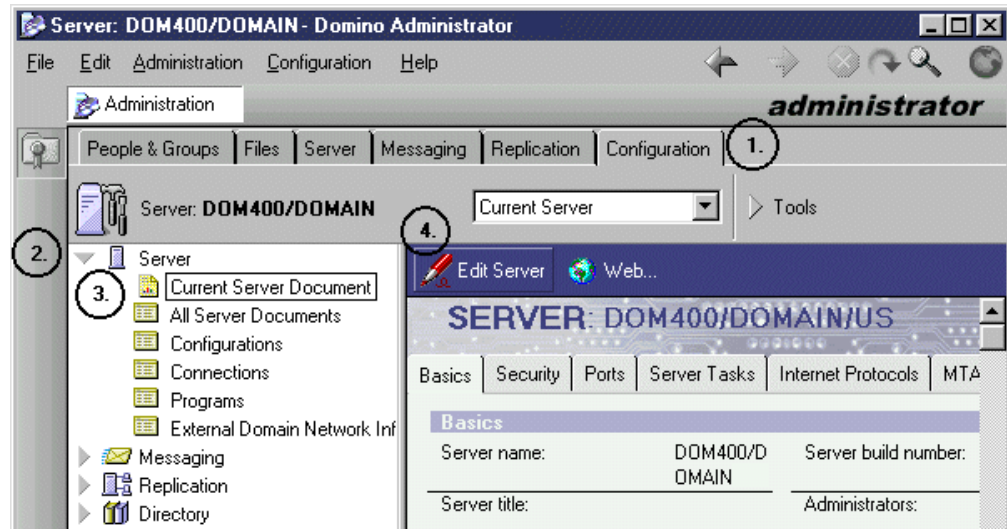 Server: DOM400/DOMAIN - Domino Administrator
File Edit Administration Configuration Help
Administration
administrator
People & Groups Files Server Messaging Replication Configuration 1.
Server: DOM400/DOMAIN Current Server Tools
2.
4.
Server
3.
Current Server Document
All Server Documents
Configurations
Connections
Programs
External Domain Network Inf
Messaging
Replication
Directory
Edit Server Web...
SERVER: DOM400/DOMAIN/US
Basics Security Ports Server Tasks Internet Protocols MTA
Basics
Server name: DOM400/D Server build number:
OMAIN
Server title: Administrators: